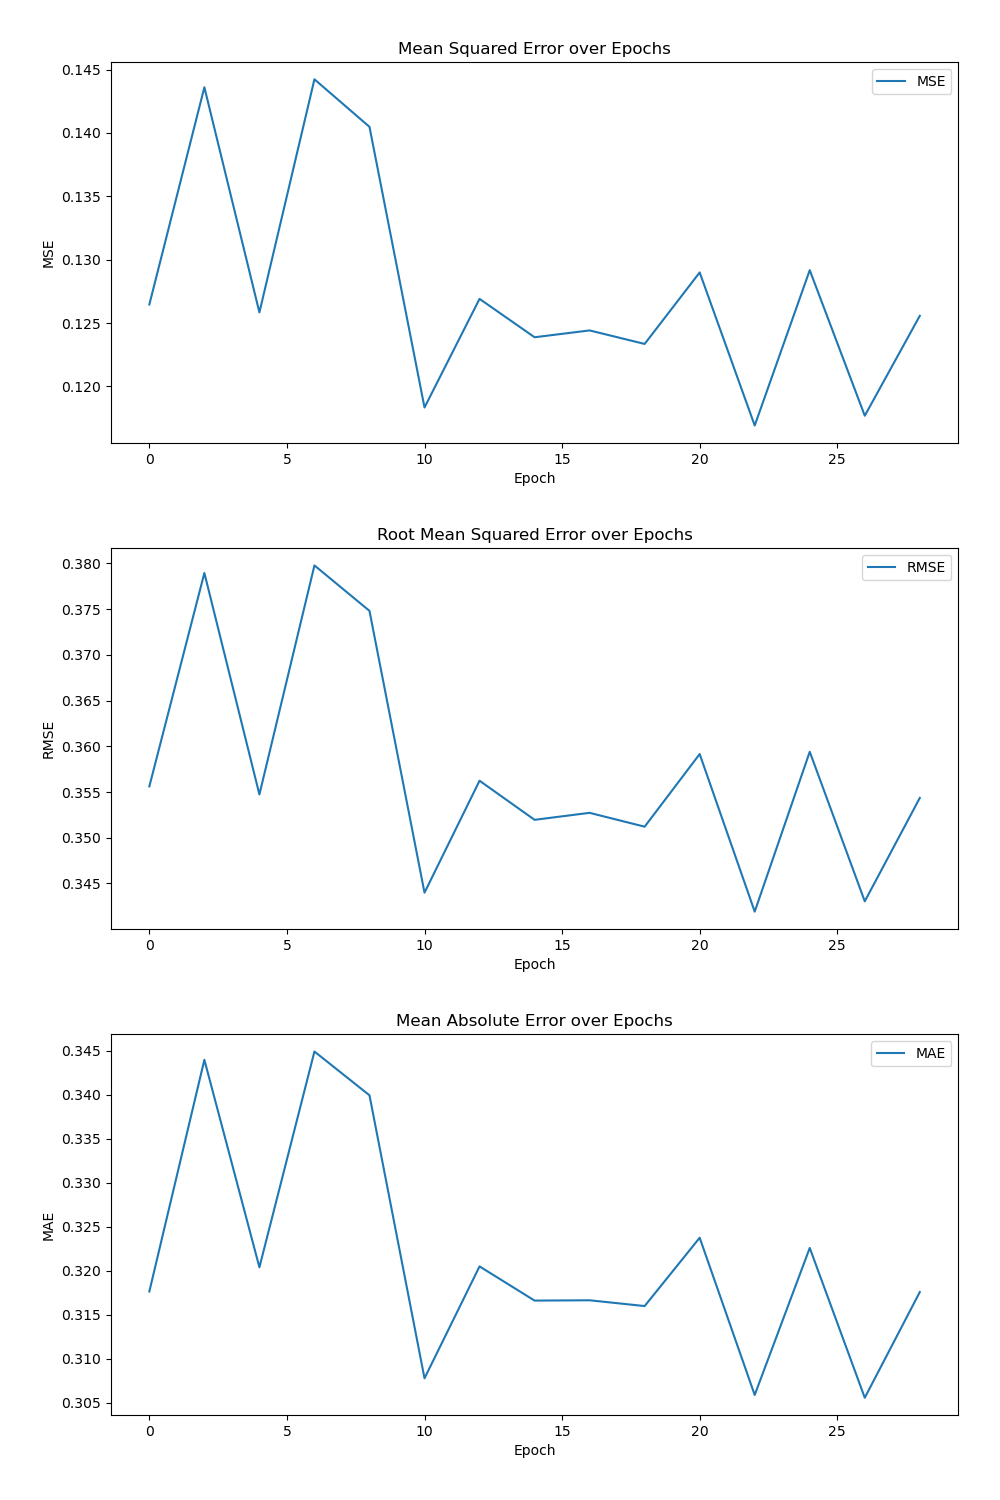 Mean Squared Error over Epochs
MSE
0.145
0.140
0.135
0.130
0.125
0.120
MSE
0 5 10 15 20 25
Epoch
Root Mean Squared Error over Epochs
RMSE
0.380
0.375
0.370
0.365
0.360
0.355
0.350
0.345
RMSE
0 5 10 15 20 25
Epoch
Mean Absolute Error over Epochs
MAE
0.345
0.340
0.335
0.330
0.325
0.320
0.315
0.310
0.305
MAE
0 5 10 15 20 25
Epoch